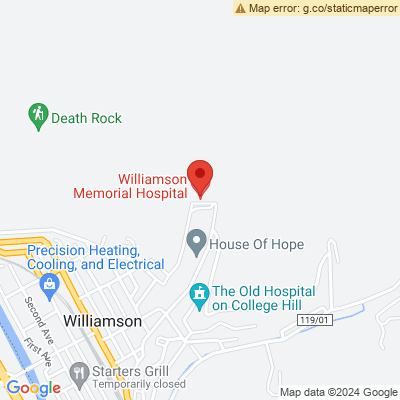 Map error: g.co/staticmaperror
Death Rock
Williamson
Memorial Hospital
Precision Heating,
Cooling, and Electrical
House Of Hope
The Old Hospital
on College Hill
119/01
Second Ave
First Ave
Williamson
Starters Grill
Temporarily closed
Google
Map data ©2024 Google